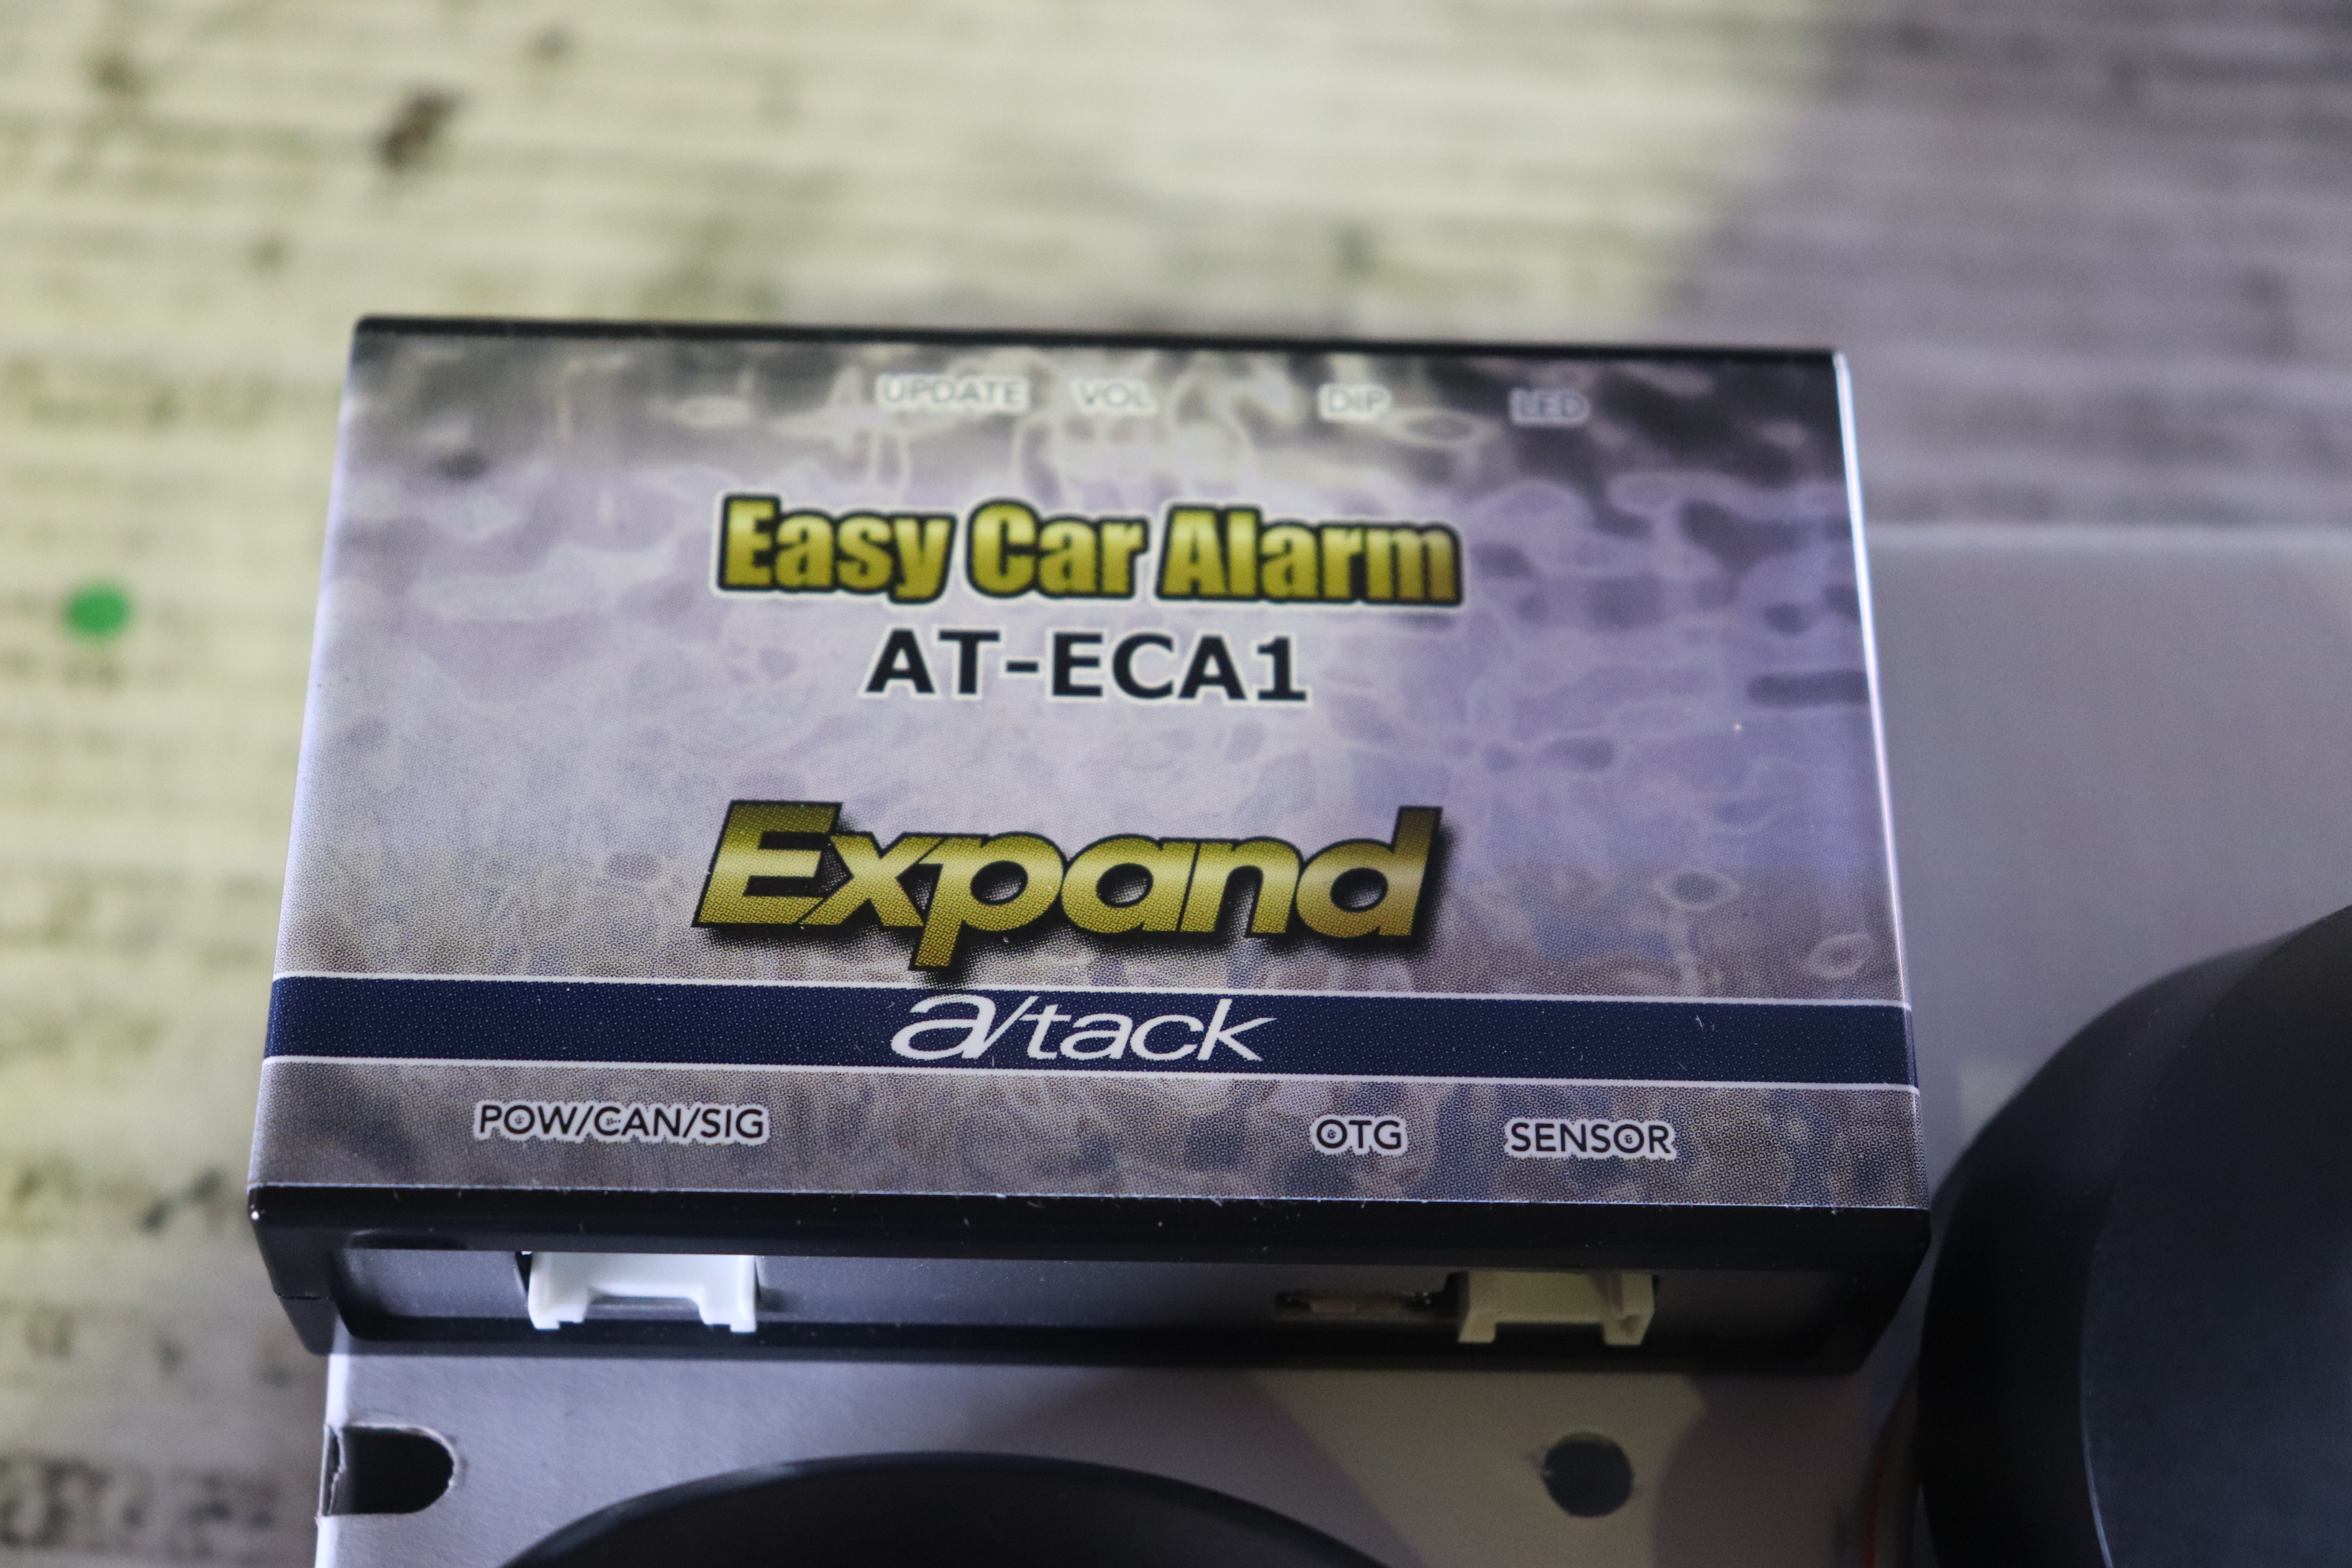 UPDATE VOL DIP LED
Easy Car Alarm
AT-ECA1
Expand
a/tack
POW/CAN/SIG OTG SENSOR